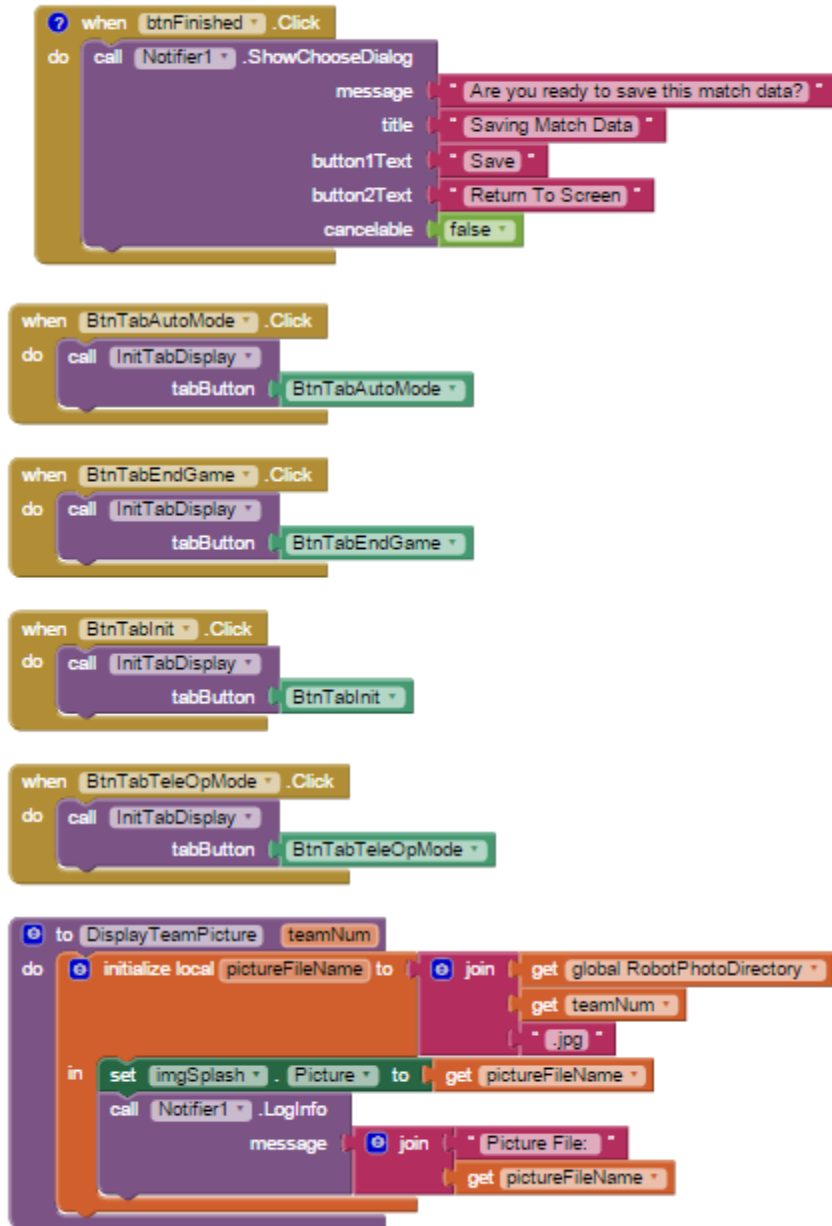 when btnFinished .Click
do call Notifier1 .ShowChooseDialog
message " Are you ready to save this match data? "
title " Saving Match Data "
button1Text " Save "
button2Text " Return To Screen "
cancelable false
when BtnTabAutoMode .Click
do call InitTabDisplay
tabButton BtnTabAutoMode
when BtnTabEndGame .Click
do call InitTabDisplay
tabButton BtnTabEndGame
when BtnTabInit .Click
do call InitTabDisplay
tabButton BtnTabInit
when BtnTabTeleOpMode .Click
do call InitTabDisplay
tabButton BtnTabTeleOpMode
to DisplayTeamPicture teamNum
do initialize local pictureFileName to join get global RobotPhotoDirectory
get teamNum
" .jpg "
in set imgSplash . Picture to get pictureFileName
call Notifier1 .LogInfo
message join " Picture File: "
get pictureFileName